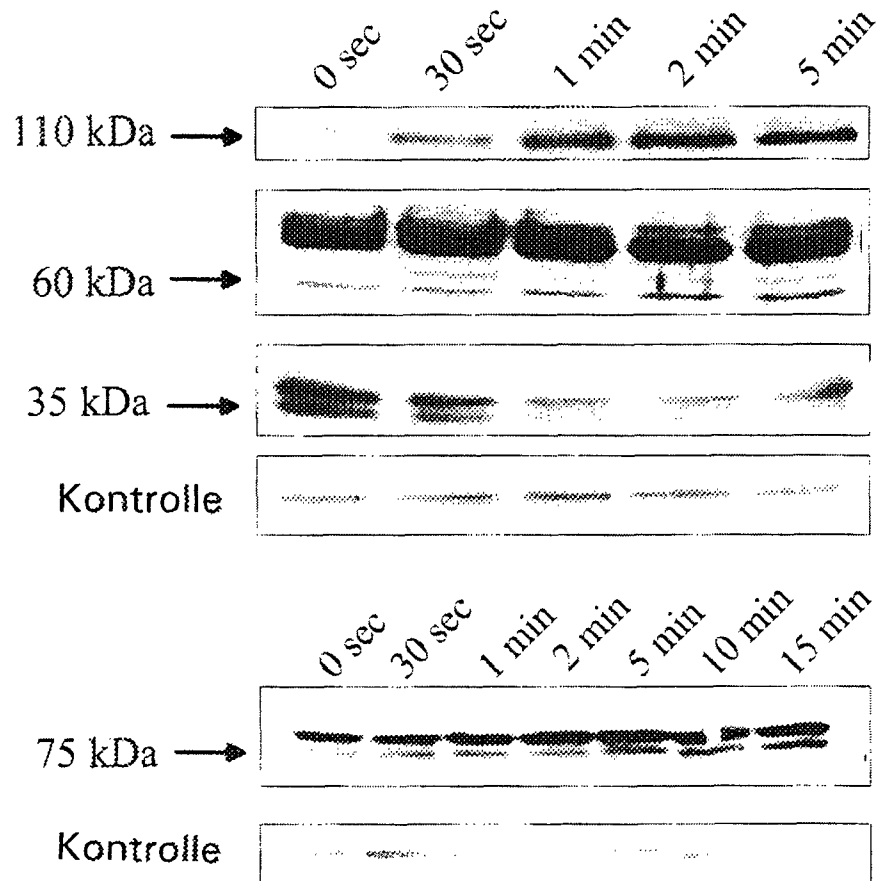 0 sec 30 sec 1 min 2 min 5 min
110 kDa
60 kDa
35 kDa
Kontrolle
0 sec 30 sec 1 min 2 min 5 min 10 min 15 min
75 kDa
Kontrolle